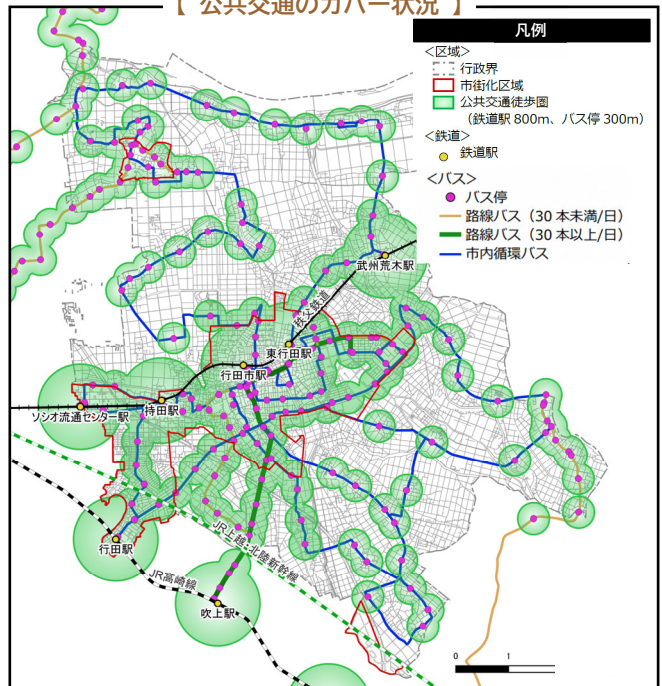 【 公共交通のカバー状況 】
凡例
＜区域＞
行政界
市街化区域
公共交通徒歩圏
（鉄道駅 800m、バス停 300m）
＜鉄道＞
鉄道駅
＜バス＞
バス停
路線バス（30 本未満/日）
路線バス（30 本以上/日）
市内循環バス
武州荒木駅
秩父鉄道
東行田駅
行田市駅
持田駅
ソシオ流通センター駅
行田駅
JR上越・北陸新幹線
JR高崎線
吹上駅
0 1